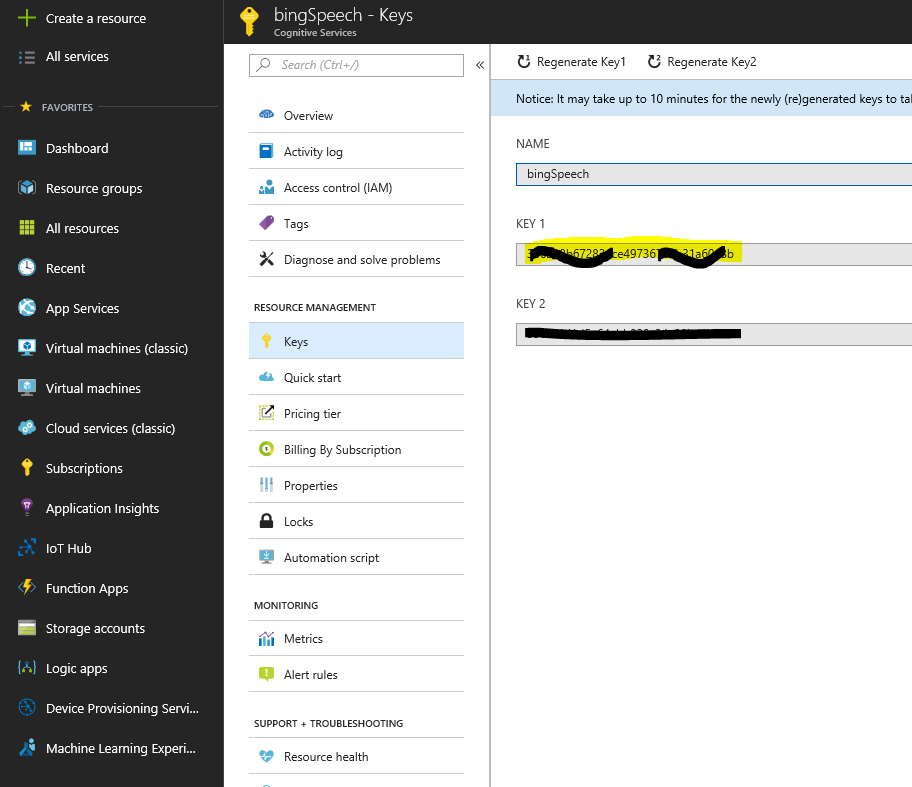 Create a resource
All services
FAVORITES
Dashboard
Resource groups
All resources
Recent
App Services
Virtual machines (classic)
Virtual machines
Cloud services (classic)
Subscriptions
Application Insights
IoT Hub
Function Apps
Storage accounts
Logic apps
Device Provisioning Servi...
Machine Learning Experi...
bingSpeech - Keys
Cognitive Services
Search (Ctrl+/)
Overview
Activity log
Access control (IAM)
Tags
Diagnose and solve problems
RESOURCE MANAGEMENT
Keys
Quick start
Pricing tier
Billing By Subscription
Properties
Locks
Automation script
MONITORING
Metrics
Alert rules
SUPPORT + TROUBLESHOOTING
Resource health
Regenerate Key1 Regenerate Key2
Notice: It may take up to 10 minutes for the newly (re)generated keys to
NAME
bingSpeech
KEY 1
KEY 2